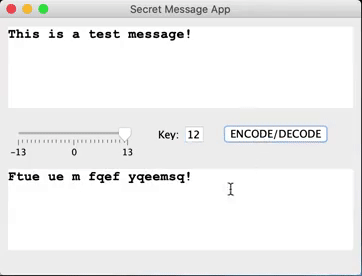 Secret Message App
This is a test message!
-13 0 13
Key: 12 ENCODE/DECODE
Ftue ue m fqef yqeemsq!